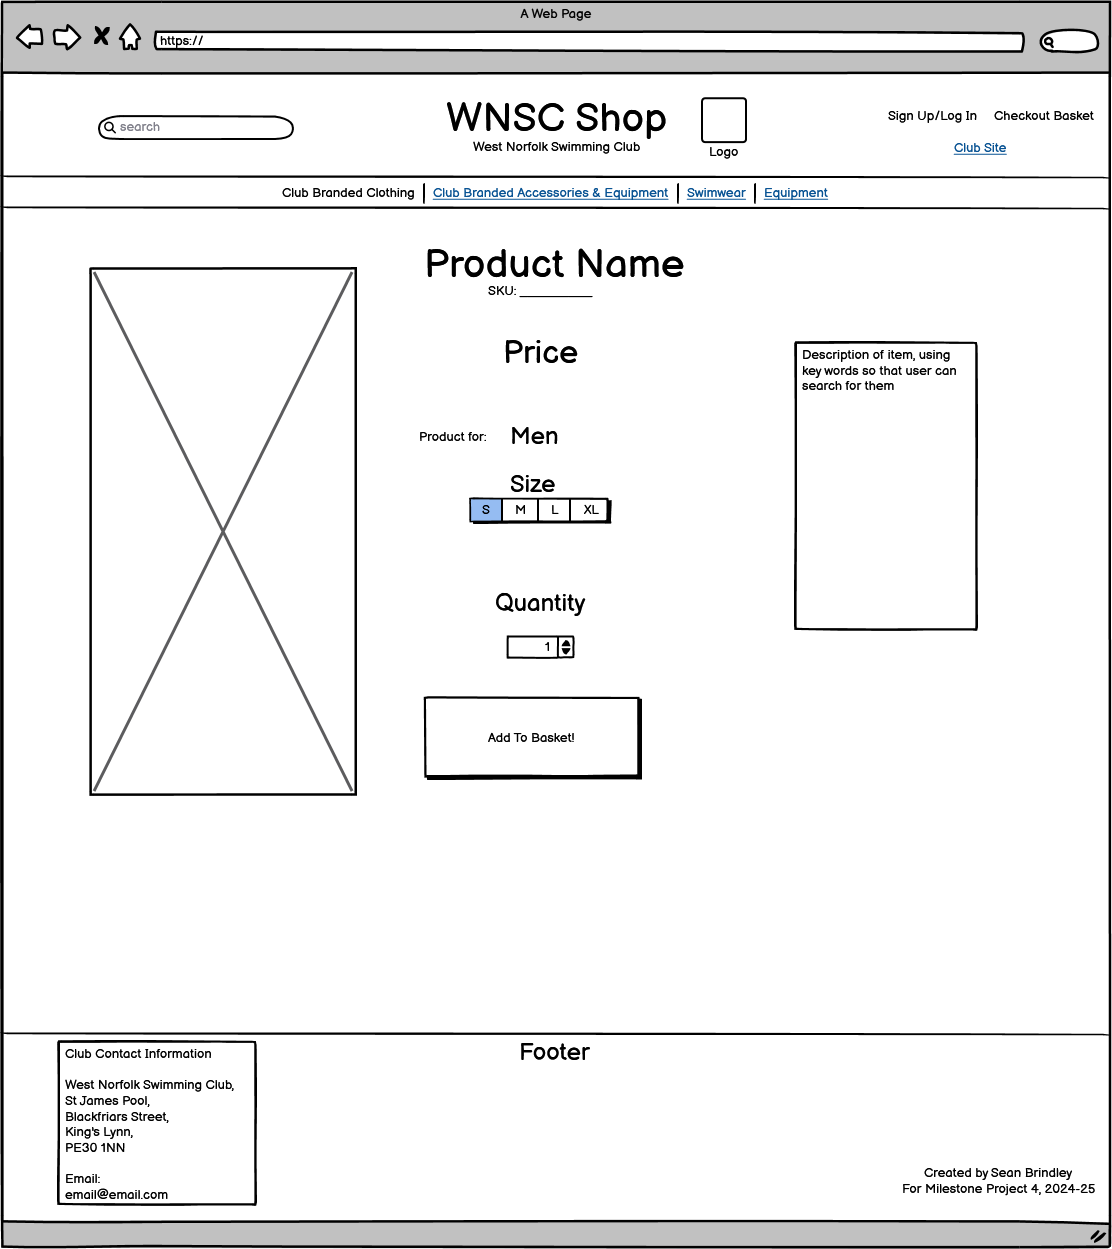 A Web Page
https://
search
WNSC Shop
West Norfolk Swimming Club
Logo
Sign Up/Log In Checkout Basket
Club Site
Club Branded Clothing Club Branded Accessories & Equipment Swimwear Equipment
Product Name
SKU: ___________
Price
Description of item, using
key words so that user can
search for them
Product for: Men
Size
S M L XL
Quantity
1
Add To Basket!
Footer
Club Contact Information
West Norfolk Swimming Club,
St James Pool,
Blackfriars Street,
King's Lynn,
PE30 1NN
Email:
email@email.com
Created by Sean Brindley
For Milestone Project 4, 2024-25